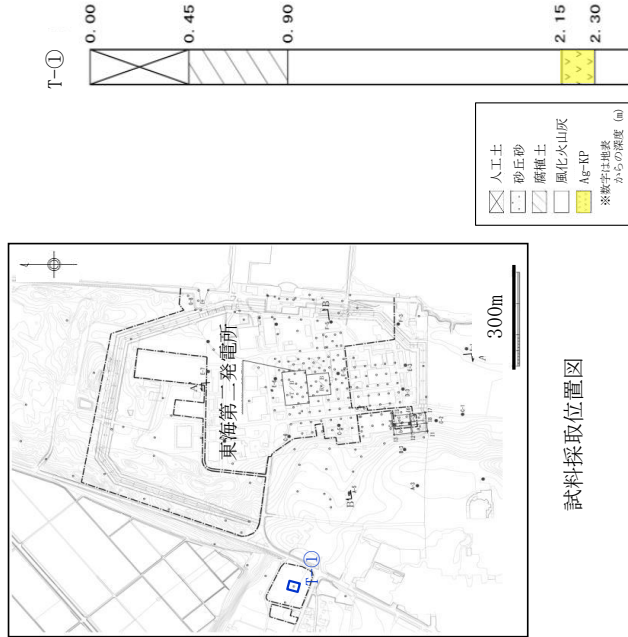 T-①
0.00
0.45
0.90
2.15
2.30
人工土
砂丘砂
腐植土
風化火山灰
Ag-KP
※数字は地表
からの深度 (m)
東海第二発電所
A
B
B
A
T-①
300m
試料採取位置図